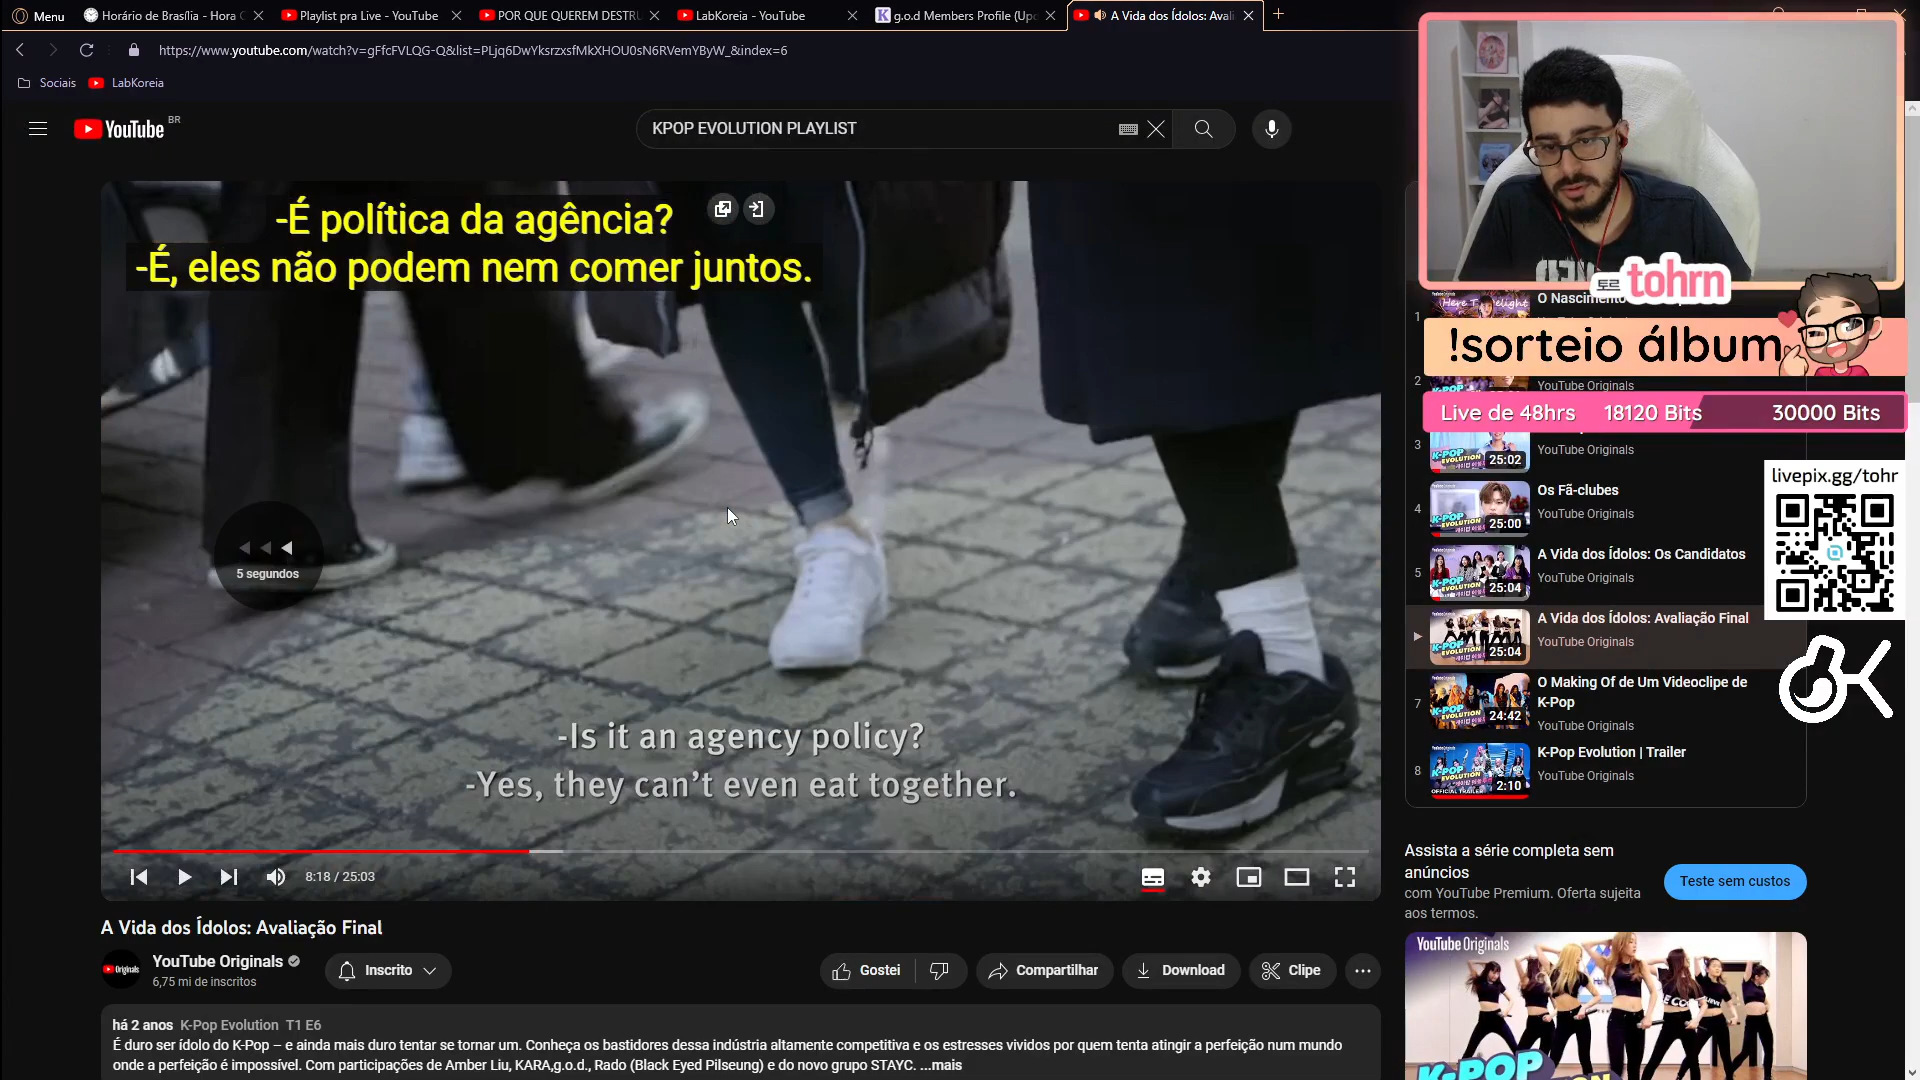 Menu
Horário de Brasília - Hora
Playlist pra Live - YouTube
POR QUE QUEREM DESTRU
LabKoreia - YouTube
g.o.d Members Profile (Up
A Vida dos Ídolos: Aval
https://www.youtube.com/watch?v=gFfcFVLQG-Q&list=PLjq6DwYksrzxsfMkXHOU0sN6RVemYByW_&index=6
Sociais
LabKoreia
YouTube BR
KPOP EVOLUTION PLAYLIST
-É política da agência?
-É, eles não podem nem comer juntos.
5 segundos
-Is it an agency policy?
-Yes, they can't even eat together.
8:18 / 25:03
A Vida dos Ídolos: Avaliação Final
YouTube Originals
6,75 mi de inscritos
Inscrito
Gostei
Compartilhar
Download
Clipe
há 2 anos K-Pop Evolution T1 E6
É duro ser ídolo do K-Pop – e ainda mais duro tentar se tornar um. Conheça os bastidores dessa indústria altamente competitiva e os estresses vividos por quem tenta atingir a perfeição num mundo
onde a perfeição é impossível. Com participações de Amber Liu, KARA,g.o.d., Rado (Black Eyed Pilseung) e do novo grupo STAYC. ...mais
토르 tohrn
1
O Nascimento
!sorteio álbum
2
YouTube Originals
Live de 48hrs 18120 Bits 30000 Bits
3
25:02
YouTube Originals
livepix.gg/tohr
4
25:00
Os Fã-clubes
YouTube Originals
5
25:04
A Vida dos Ídolos: Os Candidatos
YouTube Originals
25:04
A Vida dos Ídolos: Avaliação Final
YouTube Originals
7
24:42
O Making Of de Um Videoclipe de
K-Pop
YouTube Originals
8
2:10
K-Pop Evolution | Trailer
YouTube Originals
Assista a série completa sem
anúncios
com YouTube Premium. Oferta sujeita
aos termos.
Teste sem custos
YouTube Originals
K-POP